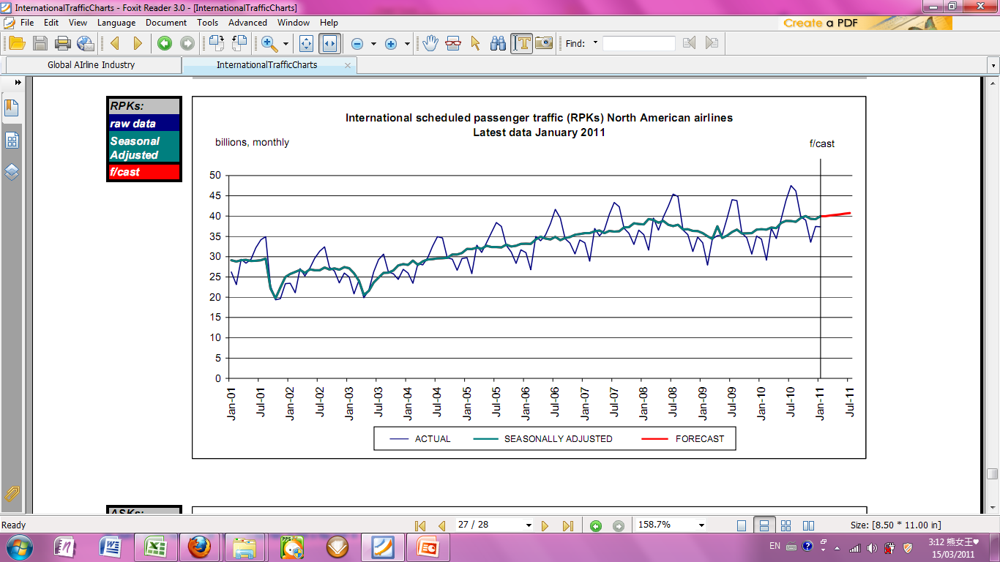 InternationalTrafficCharts - Foxit Reader 3.0 - [InternationalTrafficCharts]
File Edit View Language Document Tools Advanced Window Help
Create a PDF
Find:
Global AIrline Industry InternationalTrafficCharts
RPKs:
raw data
Seasonal
Adjusted
f/cast
International scheduled passenger traffic (RPKs) North American airlines
Latest data January 2011
billions, monthly
f/cast
50
45
40
35
30
25
20
15
10
5
0
Jan-01 Jul-01 Jan-02 Jul-02 Jan-03 Jul-03 Jan-04 Jul-04 Jan-05 Jul-05 Jan-06 Jul-06 Jan-07 Jul-07 Jan-08 Jul-08 Jan-09 Jul-09 Jan-10 Jul-10 Jan-11 Jul-11
ACTUAL SEASONALLY ADJUSTED FORECAST
ASKs:
Ready
27 / 28
158.7%
Size: [8.50 * 11.00 in]
PPS
EN
3:12 熊女王♥
15/03/2011